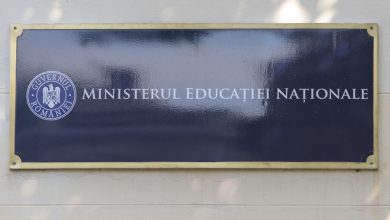 GUVERNUL
ROMÂNIEI
MINISTERUL EDUCAȚIEI NAȚIONALE